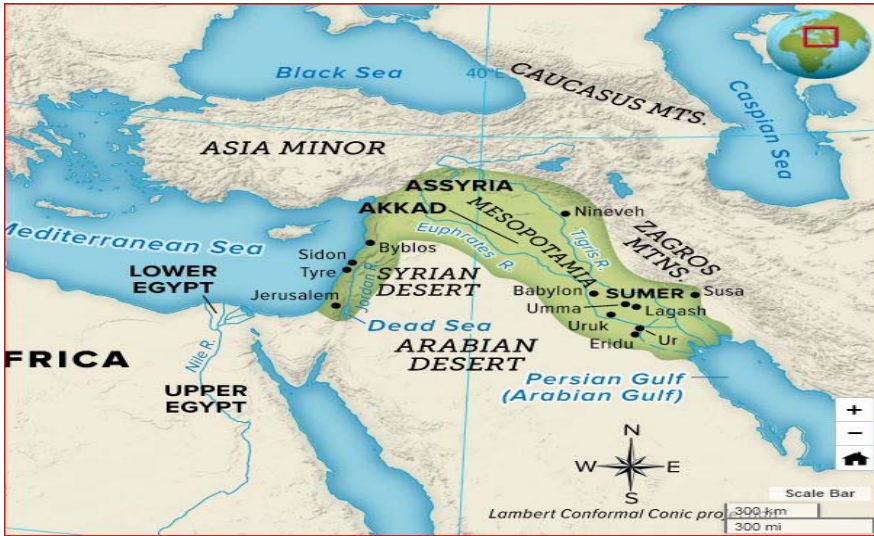 Black Sea
40°E
CAUCASUS MTS.
Caspian Sea
ASIA MINOR
ASSYRIA
AKKAD
MESOPOTAMIA
Nineveh
Tigris R.
ZAGROS
MTNS.
Mediterranean Sea
Byblos
Euphrates R.
Sidon
Tyre
LOWER
EGYPT
SYRIAN
DESERT
Jordan R.
Jerusalem
Babylon
SUMER
Susa
Umma
Lagash
Dead Sea
Uruk
Ur
Eridu
ARABIAN
DESERT
FRICA
Nile R.
UPPER
EGYPT
Persian Gulf
(Arabian Gulf)
N
W
E
S
+
−
Scale Bar
Lambert Conformal Conic projection
300 km
300 mi